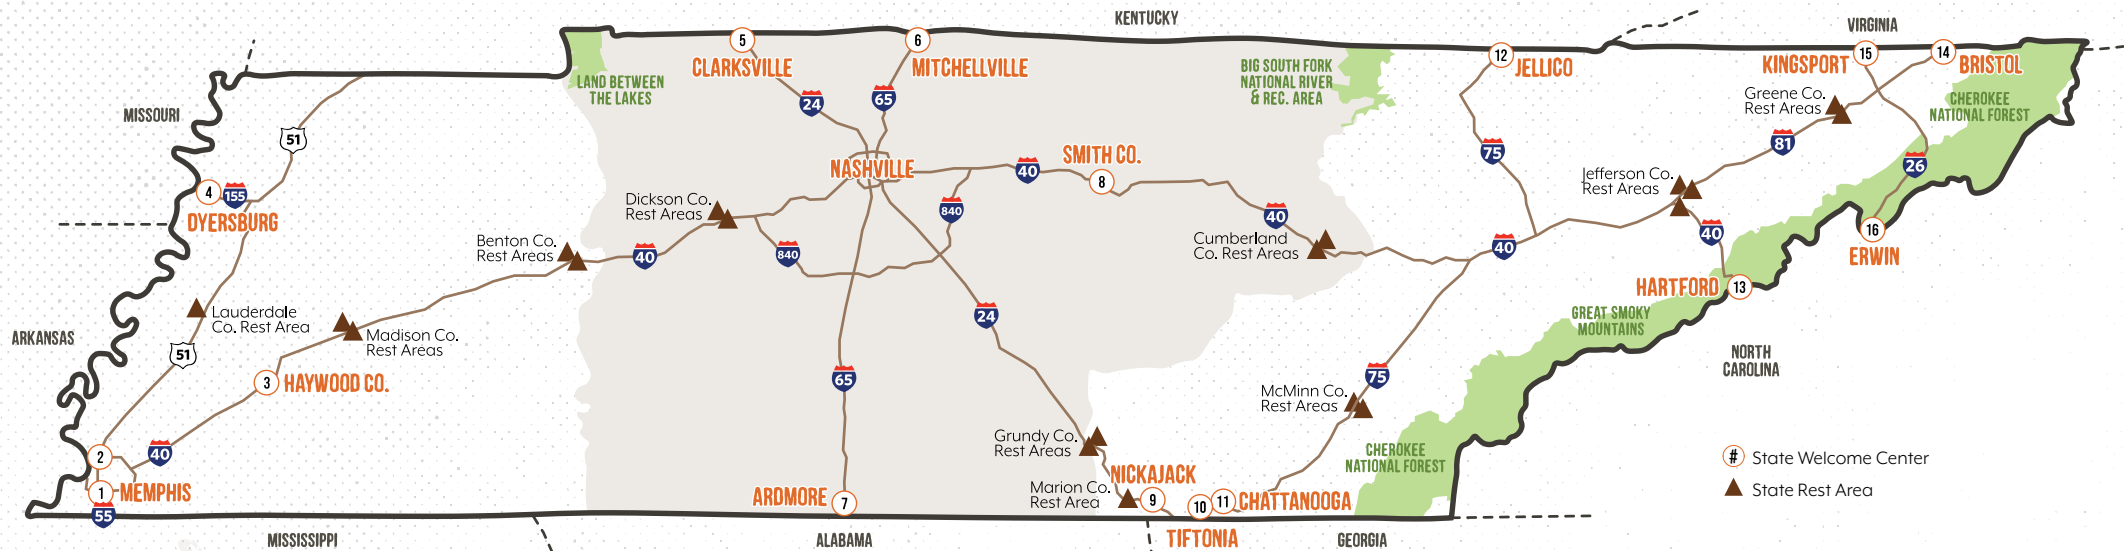 KENTUCKY
VIRGINIA
5
6
12
15
14
CLARKSVILLE
MITCHELLVILLE
JELLICO
KINGSPORT
BRISTOL
LAND BETWEEN
THE LAKES
BIG SOUTH FORK
NATIONAL RIVER
& REC. AREA
Greene Co.
Rest Areas
CHEROKEE
NATIONAL FOREST
24
65
MISSOURI
51
75
81
26
NASHVILLE
SMITH CO.
40
8
4
155
DYERSBURG
Jefferson Co.
Rest Areas
Dickson Co.
Rest Areas
840
40
40
16
ERWIN
Benton Co.
Rest Areas
40
840
Cumberland
Co. Rest Areas
40
HARTFORD
13
Lauderdale
Co. Rest Area
Madison Co.
Rest Areas
24
GREAT SMOKY
MOUNTAINS
ARKANSAS
51
NORTH
CAROLINA
3
HAYWOOD CO.
65
75
McMinn Co.
Rest Areas
2
40
Grundy Co.
Rest Areas
CHEROKEE
NATIONAL FOREST
# State Welcome Center
State Rest Area
1
MEMPHIS
55
ARDMORE
7
NICKAJACK
Marion Co.
Rest Area
9
10
11
CHATTANOOGA
TIFTONIA
MISSISSIPPI
ALABAMA
GEORGIA